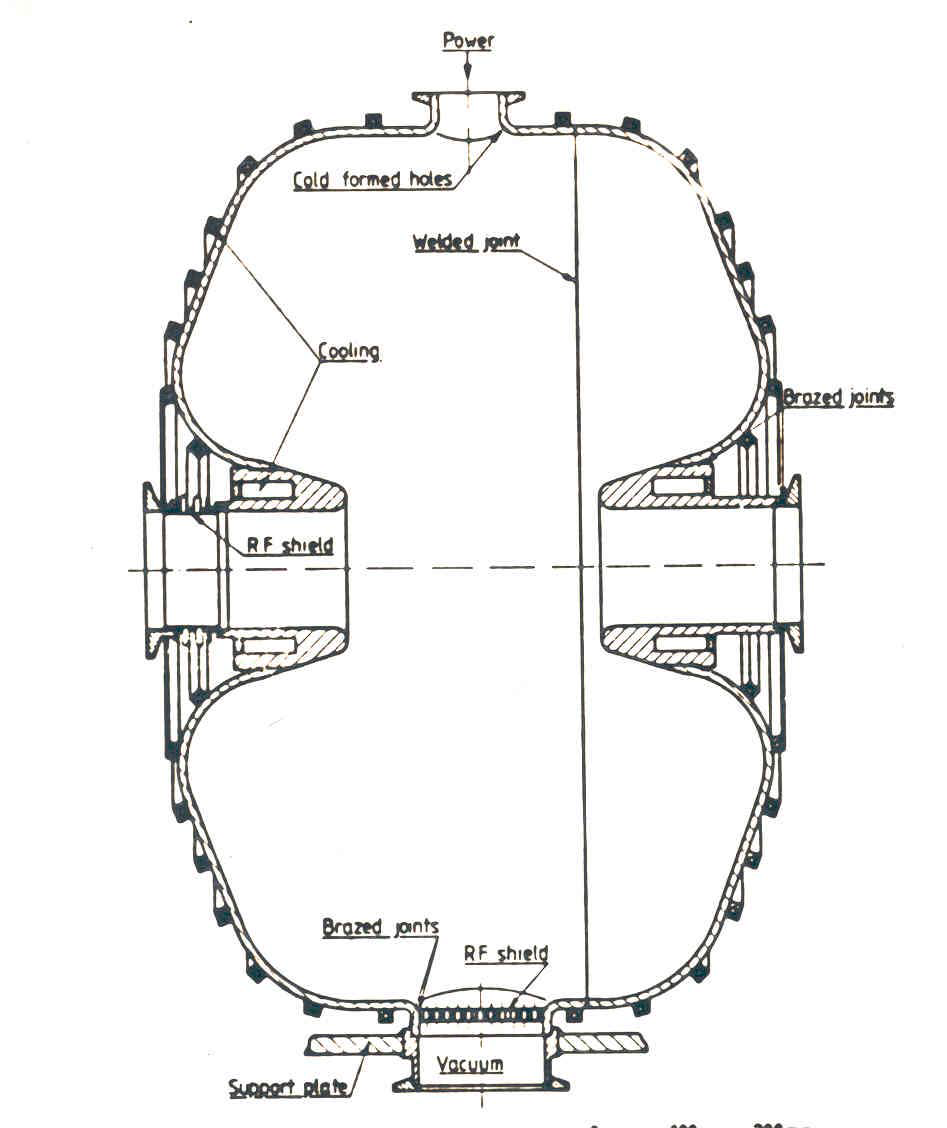 Power
Cold formed holes
Welded joint
Cooling
Brazed joints
RF shield
Brazed joints
RF shield
Vacuum
Support plate